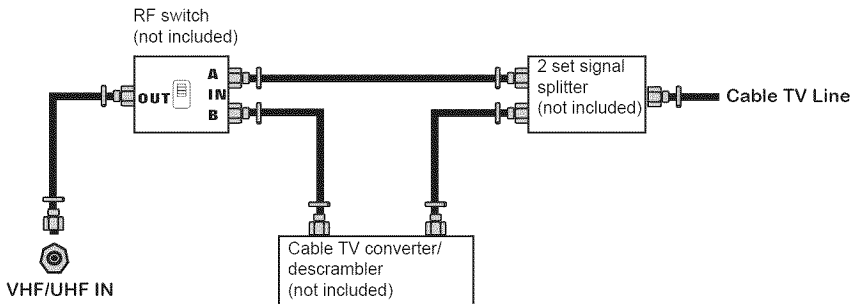 RF switch
(not included)
A
OUT
IN
B
2 set signal
splitter
(not included)
Cable TV Line
Cable TV converter/
descrambler
(not included)
VHF/UHF IN